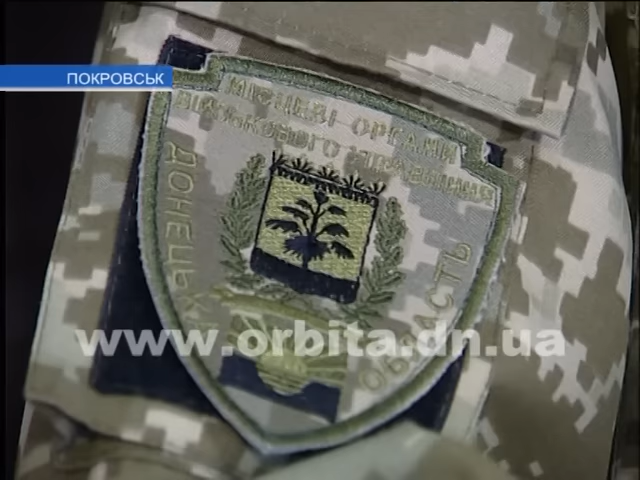 ПОКРОВСЬК
МІСЦЕВІ ОРГАНИ
ВІЙСЬКОВОГО УПРАВЛІННЯ
ДОНЕЦЬКА
ОБЛАСТЬ
www.orbita.dn.ua